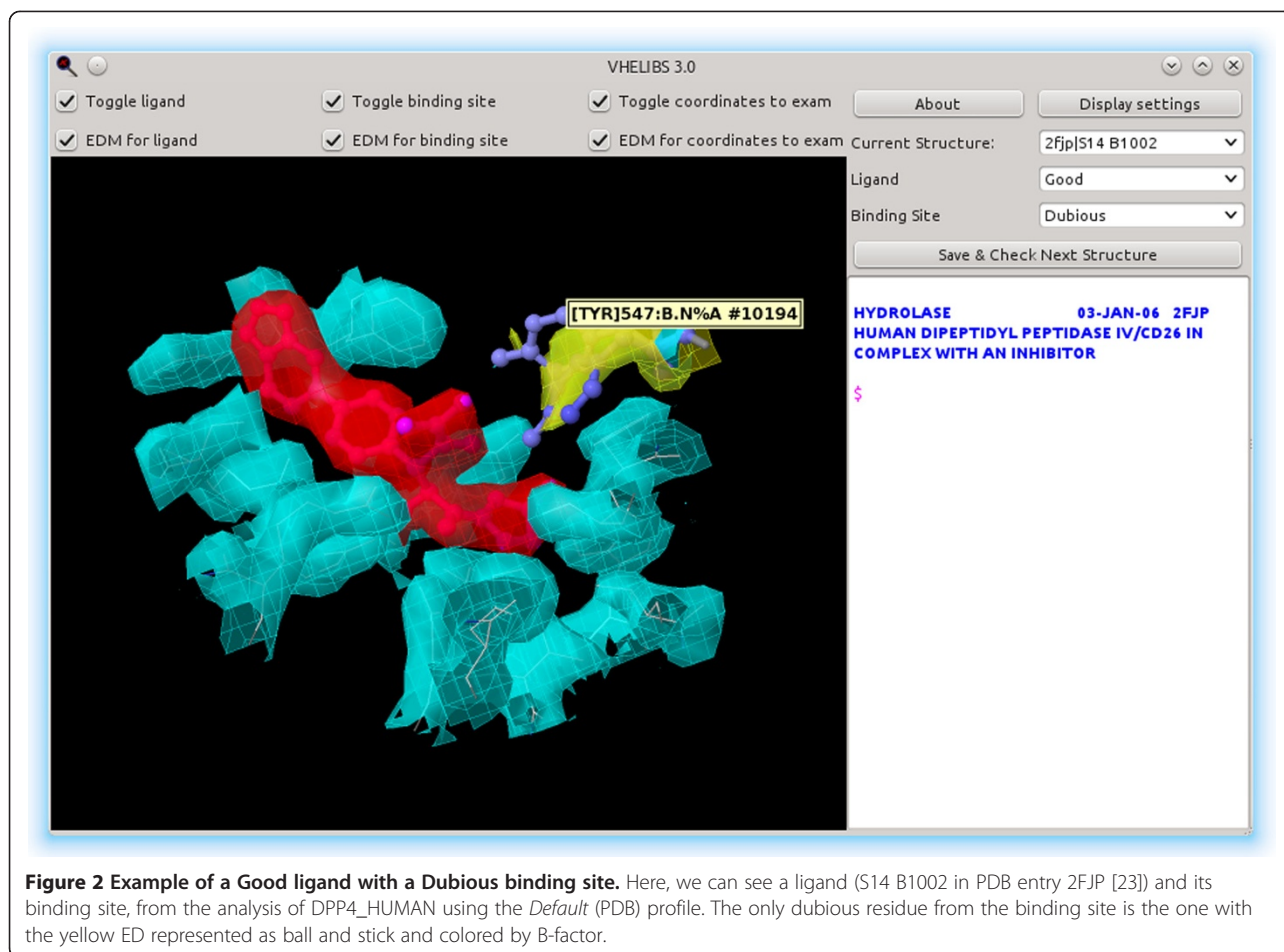 VHELIBS 3.0
Toggle ligand
Toggle binding site
Toggle coordinates to exam
About
Display settings
EDM for ligand
EDM for binding site
EDM for coordinates to exam
Current Structure:
2fjp|S14 B1002
Ligand
Good
Binding Site
Dubious
Save & Check Next Structure
[TYR]547:B.N%A #10194
HYDROLASE 03-JAN-06 2FJP
HUMAN DIPEPTIDYL PEPTIDASE IV/CD26 IN
COMPLEX WITH AN INHIBITOR
$
Figure 2 Example of a Good ligand with a Dubious binding site. Here, we can see a ligand (S14 B1002 in PDB entry 2FJP [23]) and its
binding site, from the analysis of DPP4_HUMAN using the Default (PDB) profile. The only dubious residue from the binding site is the one with
the yellow ED represented as ball and stick and colored by B-factor.